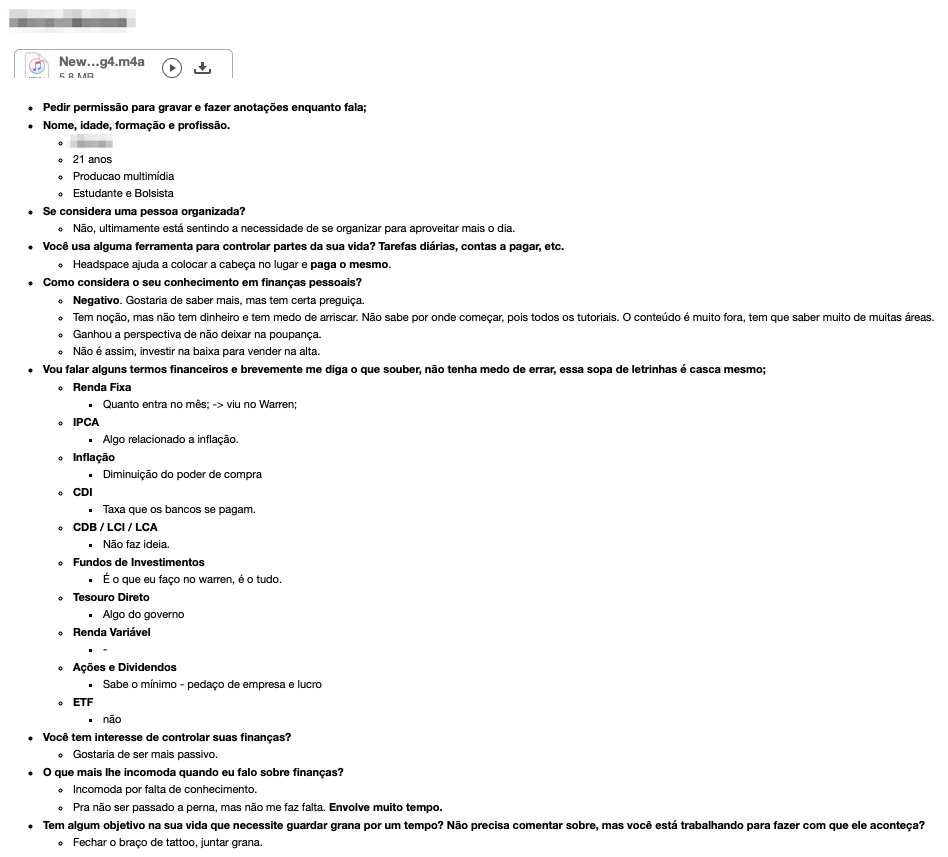 New...g4.m4a
5.8 MB
Pedir permissão para gravar e fazer anotações enquanto fala;
Nome, idade, formação e profissão.
21 anos
Producao multimídia
Estudante e Bolsista
Se considera uma pessoa organizada?
Não, ultimamente está sentindo a necessidade de se organizar para aproveitar mais o dia.
Você usa alguma ferramenta para controlar partes da sua vida? Tarefas diárias, contas a pagar, etc.
Headspace ajuda a colocar a cabeça no lugar e paga o mesmo.
Como considera o seu conhecimento em finanças pessoais?
Negativo. Gostaria de saber mais, mas tem certa preguiça.
Tem noção, mas não tem dinheiro e tem medo de arriscar. Não sabe por onde começar, pois todos os tutoriais. O conteúdo é muito fora, tem que saber muito de muitas áreas.
Ganhou a perspectiva de não deixar na poupança.
Não é assim, investir na baixa para vender na alta.
Vou falar alguns termos financeiros e brevemente me diga o que souber, não tenha medo de errar, essa sopa de letrinhas é casca mesmo;
Renda Fixa
Quanto entra no mês; -> viu no Warren;
IPCA
Algo relacionado a inflação.
Inflação
Diminuição do poder de compra
CDI
Taxa que os bancos se pagam.
CDB / LCI / LCA
Não faz ideia.
Fundos de Investimentos
É o que eu faço no warren, é o tudo.
Tesouro Direto
Algo do governo
Renda Variável
-
Ações e Dividendos
Sabe o mínimo - pedaço de empresa e lucro
ETF
não
Você tem interesse de controlar suas finanças?
Gostaria de ser mais passivo.
O que mais lhe incomoda quando eu falo sobre finanças?
Incomoda por falta de conhecimento.
Pra não ser passado a perna, mas não me faz falta. Envolve muito tempo.
Tem algum objetivo na sua vida que necessite guardar grana por um tempo? Não precisa comentar sobre, mas você está trabalhando para fazer com que ele aconteça?
Fechar o braço de tattoo, juntar grana.